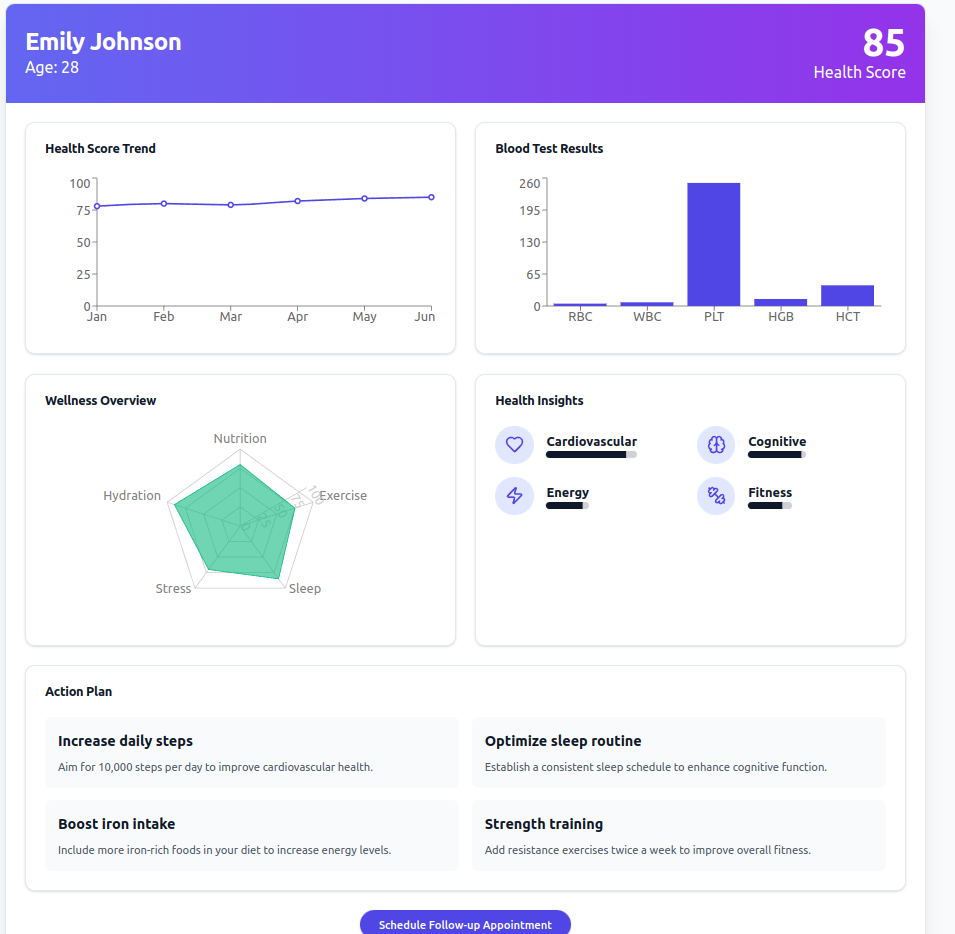 Emily Johnson
Age: 28
85
Health Score
Health Score Trend
100
75
50
25
0
Jan Feb Mar Apr May Jun
Blood Test Results
260
195
130
65
0
RBC WBC PLT HGB HCT
Wellness Overview
Nutrition
Hydration
Exercise
Stress
Sleep
0 25 50 75 100
Health Insights
Cardiovascular
Cognitive
Energy
Fitness
Action Plan
Increase daily steps
Aim for 10,000 steps per day to improve cardiovascular health.
Optimize sleep routine
Establish a consistent sleep schedule to enhance cognitive function.
Boost iron intake
Include more iron-rich foods in your diet to increase energy levels.
Strength training
Add resistance exercises twice a week to improve overall fitness.
Schedule Follow-up Appointment